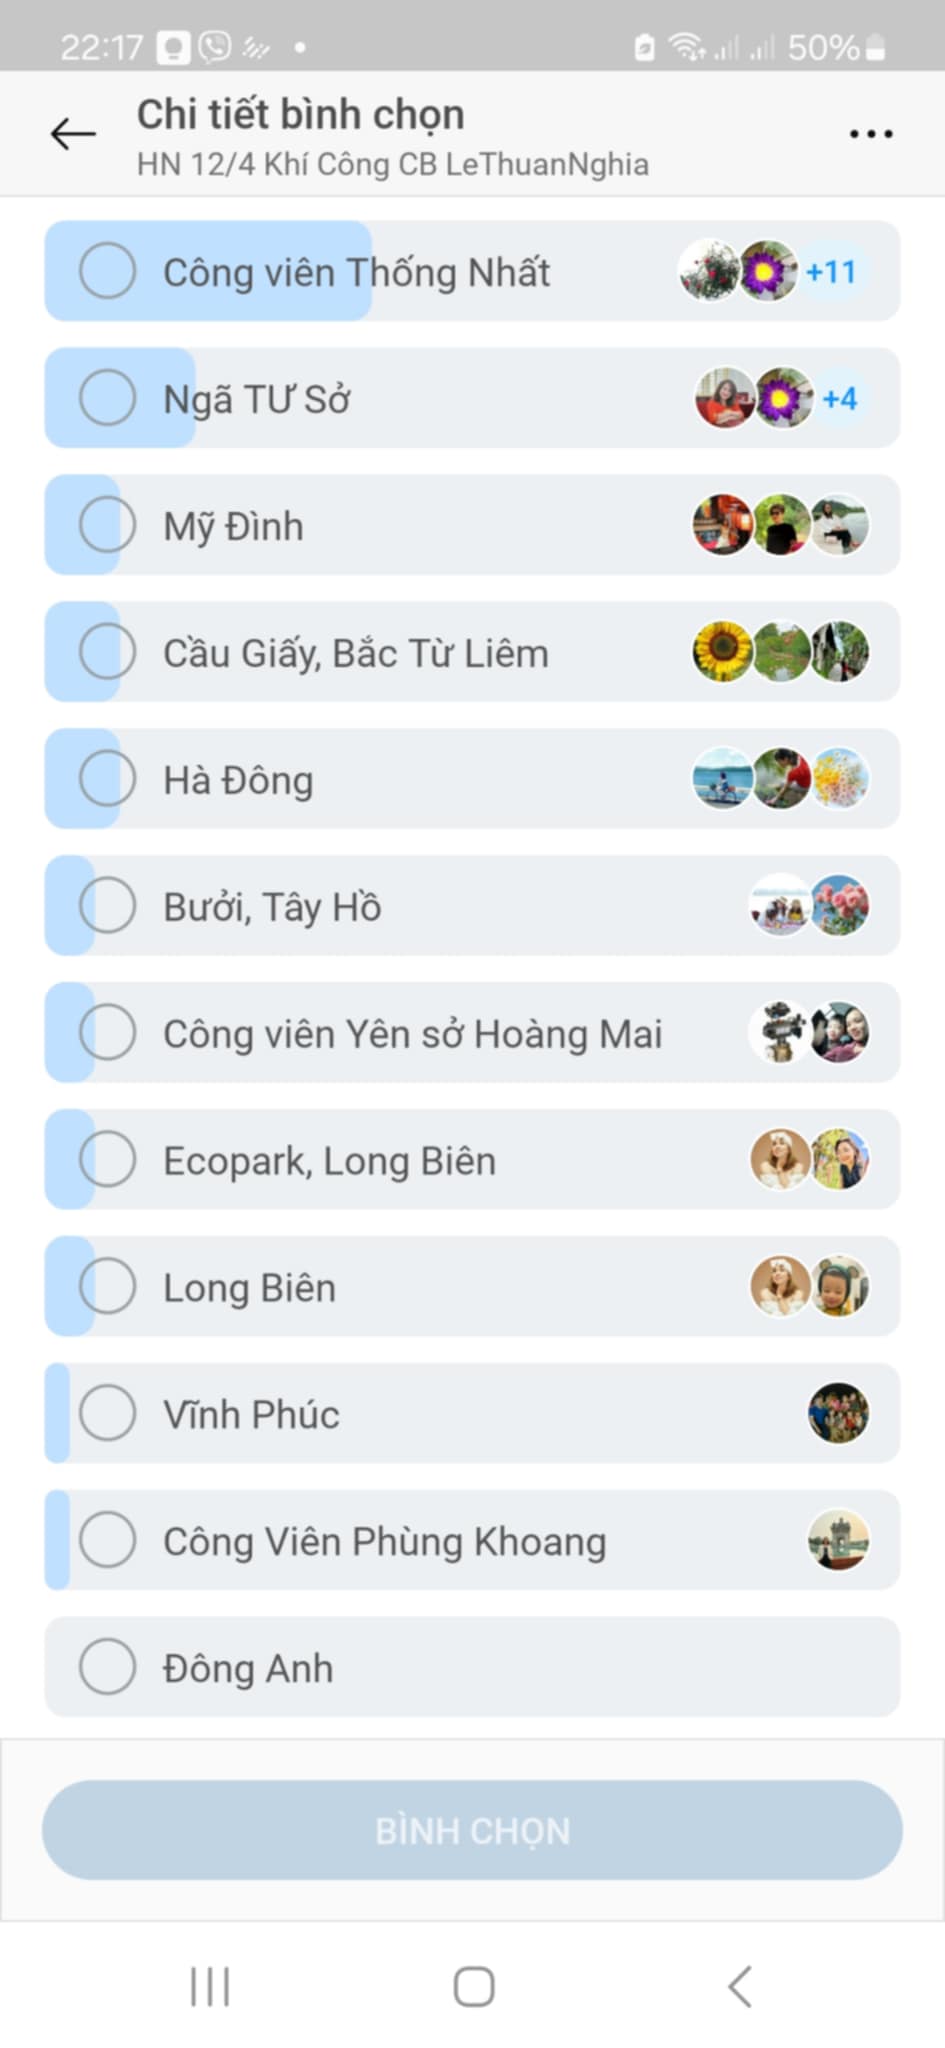 22:17
50%
Chi tiết bình chọn
HN 12/4 Khí Công CB LeThuanNghia
Công viên Thống Nhất
+11
Ngã TƯ Sở
+4
Mỹ Đình
Cầu Giấy, Bắc Từ Liêm
Hà Đông
Bưởi, Tây Hồ
Công viên Yên sở Hoàng Mai
Ecopark, Long Biên
Long Biên
Vĩnh Phúc
Công Viên Phùng Khoang
Đông Anh
BÌNH CHỌN